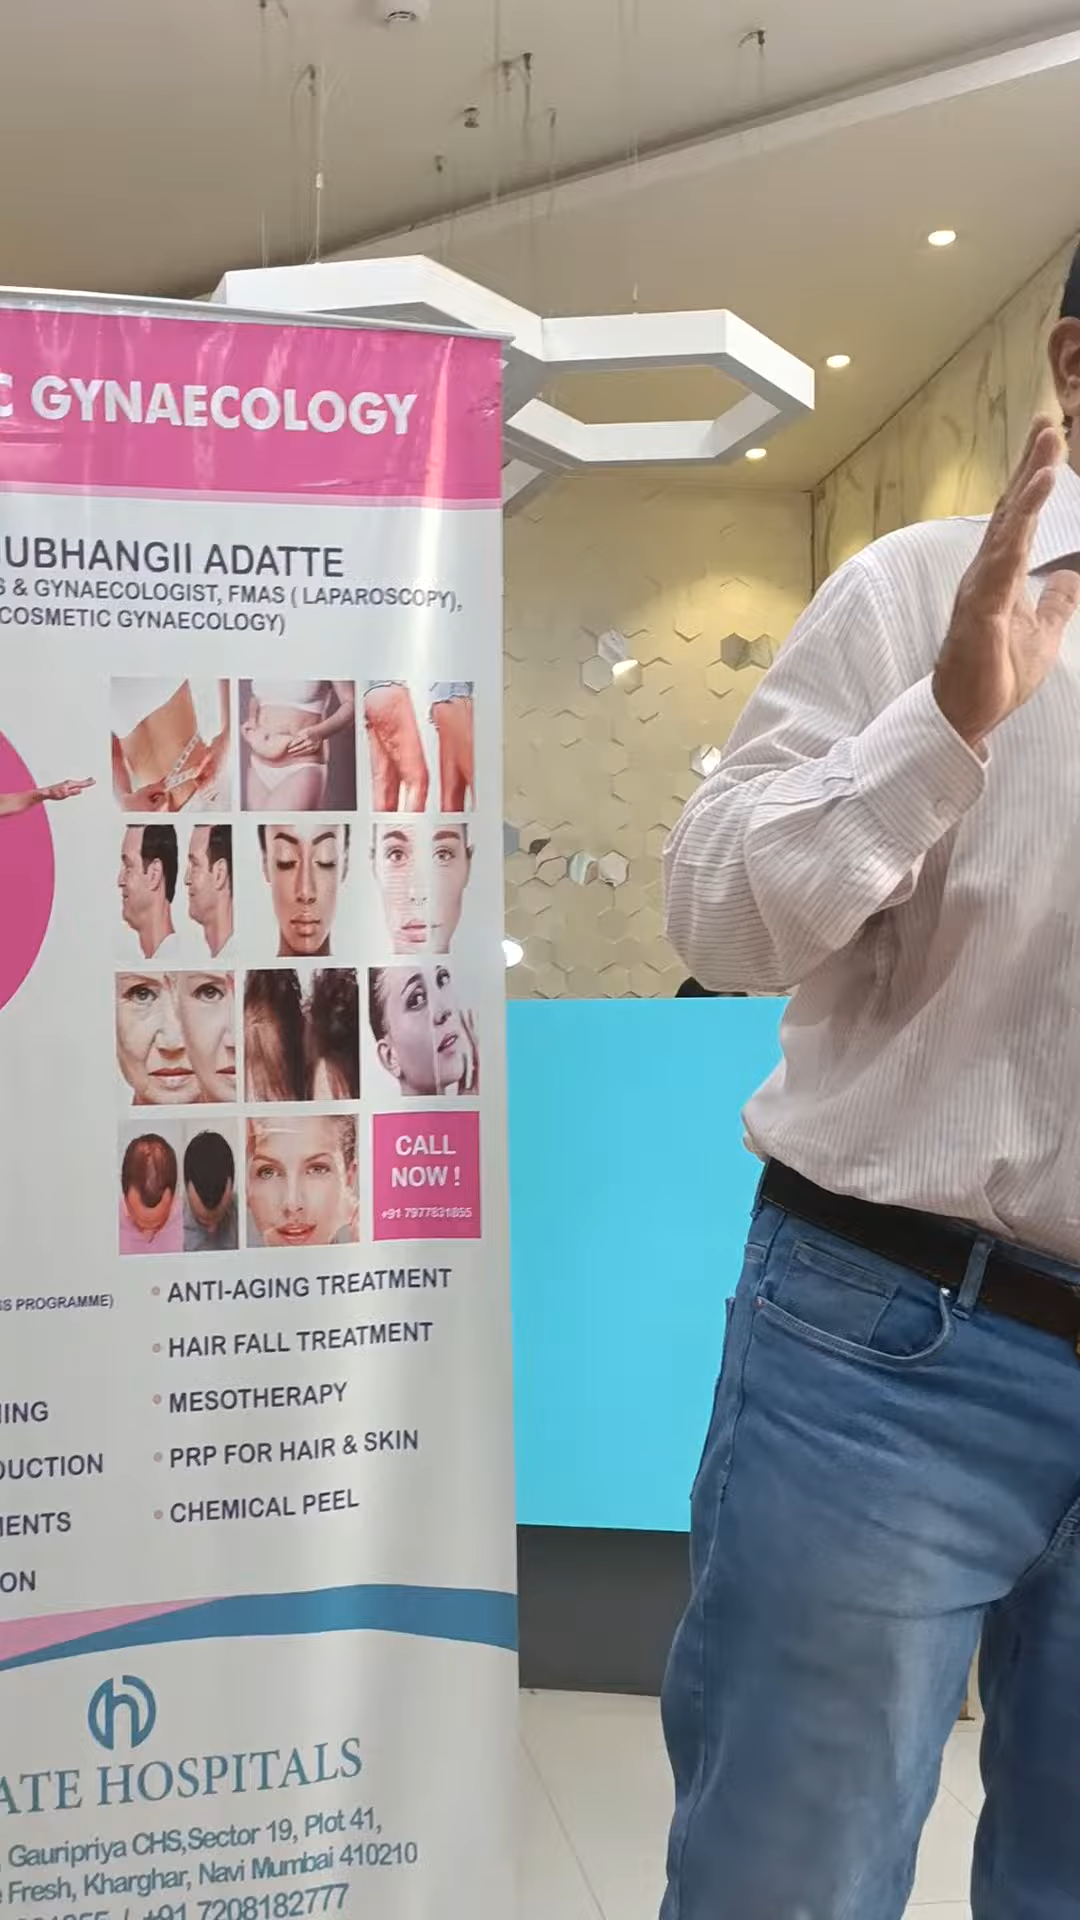 GYNAECOLOGY
UBHANGII ADATTE
& GYNAECOLOGIST, FMAS ( LAPAROSCOPY),
COSMETIC GYNAECOLOGY)
CALL
NOW !
+91 7977831855
PROGRAMME)
• ANTI-AGING TREATMENT
• HAIR FALL TREATMENT
• MESOTHERAPY
• PRP FOR HAIR & SKIN
• CHEMICAL PEEL
ING
DUCTION
MENTS
ON
ATE HOSPITALS
Gauripriya CHS,Sector 19, Plot 41,
Fresh, Kharghar, Navi Mumbai 410210
/ +91 7208182777